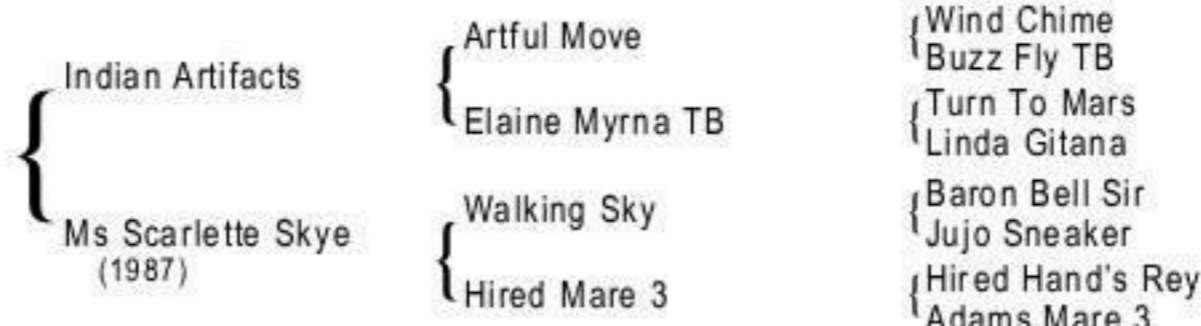 Wind Chime
Artful Move
Buzz Fly TB
Indian Artifacts
Turn To Mars
Elaine Myrna TB
Linda Gitana
Baron Bell Sir
Walking Sky
Ms Scarlette Skye
Jujo Sneaker
(1987)
Hired Hand's Rey
Hired Mare 3
Adams Mare 3